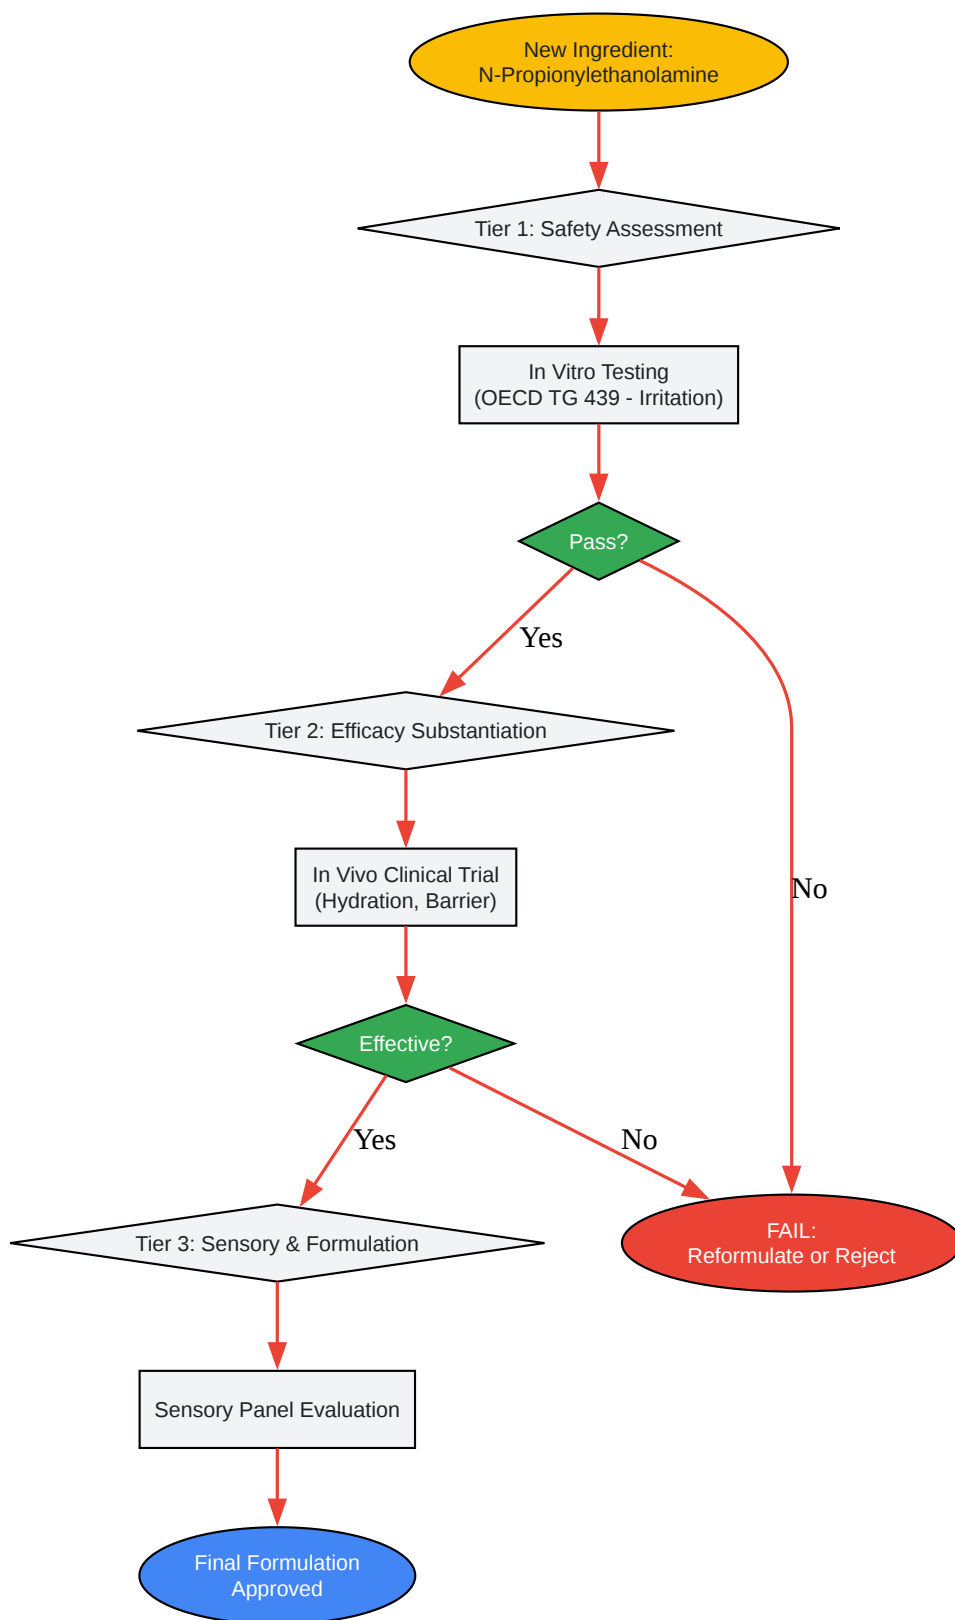 New Ingredient:
N-Propionylethanolamine
Tier 1: Safety Assessment
In Vitro Testing
(OECD TG 439 - Irritation)
Pass?
Yes
Tier 2: Efficacy Substantiation
In Vivo Clinical Trial
(Hydration, Barrier)
No
Effective?
Yes
No
Tier 3: Sensory & Formulation
FAIL:
Reformulate or Reject
Sensory Panel Evaluation
Final Formulation
Approved